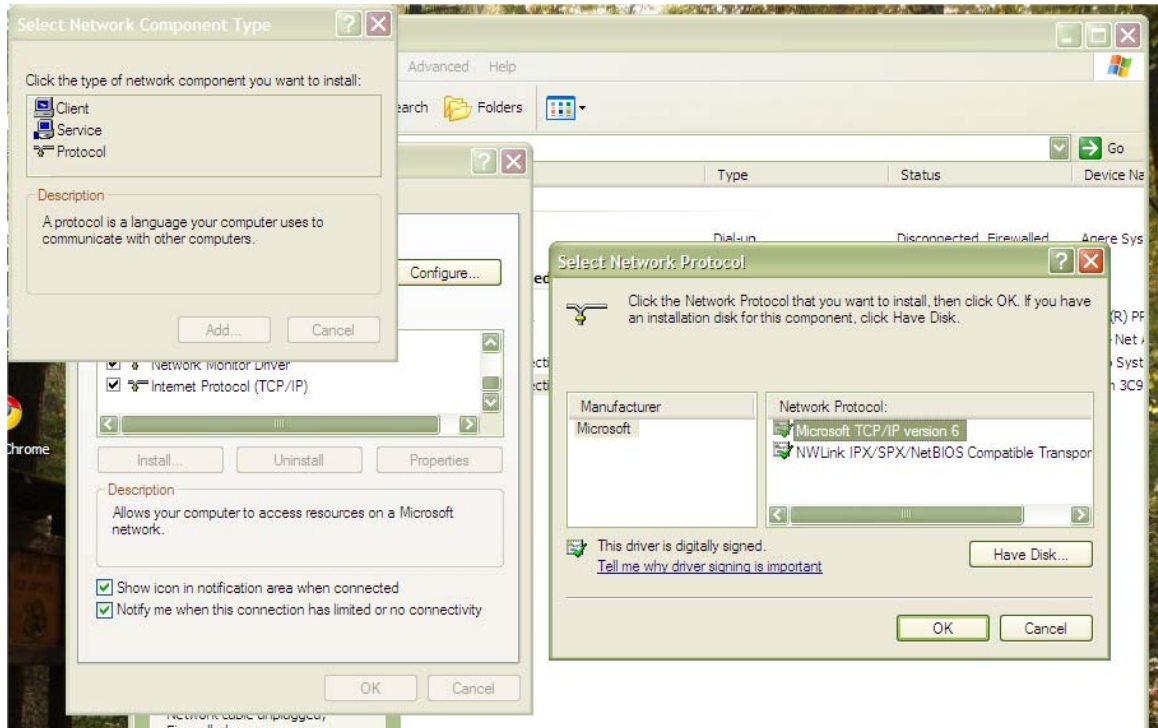 Select Network Component Type
Click the type of network component you want to install:
Client
Service
Protocol
Description
A protocol is a language your computer uses to
communicate with other computers.
Add...
Cancel
Advanced Help
Folders
Go
Type Status
Dial-up Disconnected, Firewalled Agere Sys
Configure...
Network Monitor Driver
Internet Protocol (TCP/IP)
Install...
Uninstall
Properties
Description
Allows your computer to access resources on a Microsoft
network.
Show icon in notification area when connected
Notify me when this connection has limited or no connectivity
OK
Cancel
Network cable unplugged,
Select Network Protocol
Click the Network Protocol that you want to install, then click OK. If you have
an installation disk for this component, click Have Disk.
Manufacturer
Microsoft
Network Protocol:
Microsoft TCP/IP version 6
NWLink IPX/SPX/NetBIOS Compatible Transpor
This driver is digitally signed.
Tell me why driver signing is important
Have Disk...
OK
Cancel
Chrome